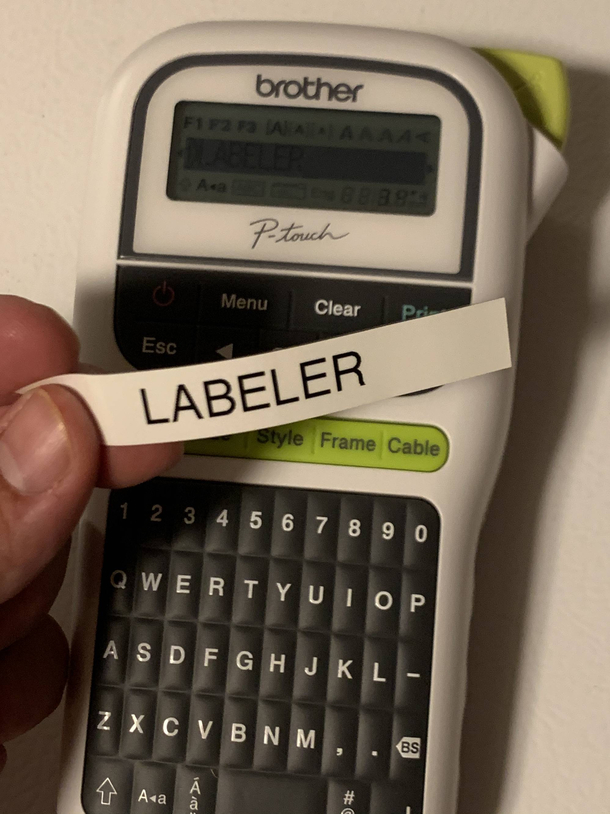 brother
F1 F2 F3 A A A A A A A
LABELER
A◂a
P-touch
Menu Clear
Esc ◀
LABELER
Style Frame Cable
1 2 3 4 5 6 7 8 9 0
Q W E R T Y U I O P
A S D F G H J K L -
Z X C V B N M , . BS
A◂a Á #
à @